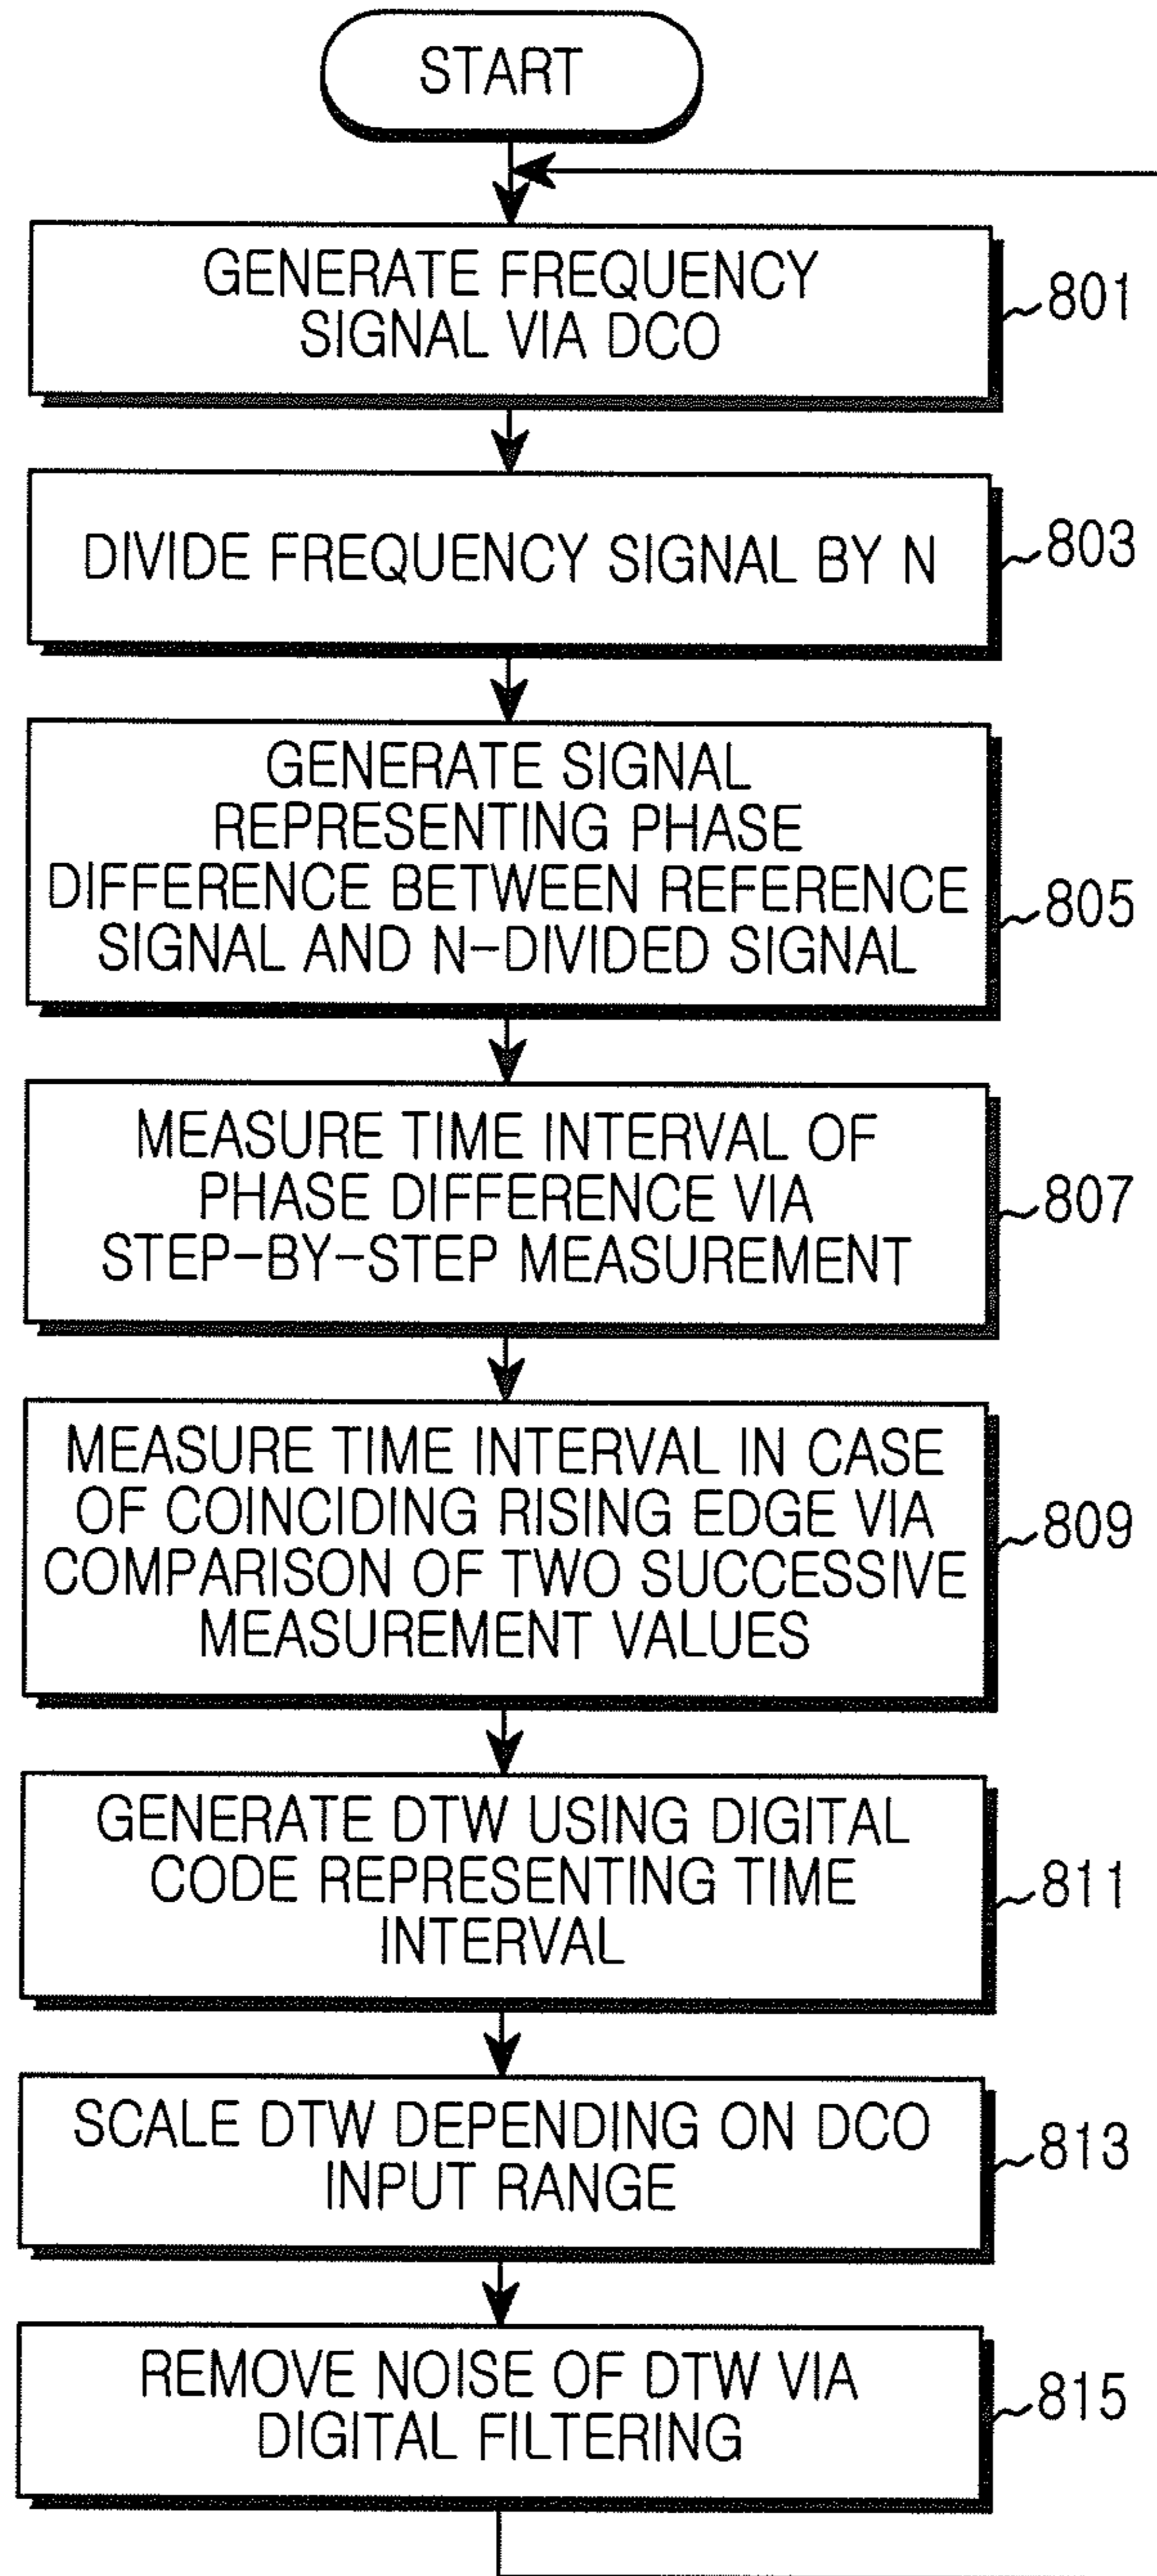 START
GENERATE FREQUENCY
SIGNAL VIA DCO
801
DIVIDE FREQUENCY SIGNAL BY N
803
GENERATE SIGNAL
REPRESENTING PHASE
DIFFERENCE BETWEEN REFERENCE
SIGNAL AND N-DIVIDED SIGNAL
805
MEASURE TIME INTERVAL OF
PHASE DIFFERENCE VIA
STEP-BY-STEP MEASUREMENT
807
MEASURE TIME INTERVAL IN CASE
OF COINCIDING RISING EDGE VIA
COMPARISON OF TWO SUCCESSIVE
MEASUREMENT VALUES
809
GENERATE DTW USING DIGITAL
CODE REPRESENTING TIME
INTERVAL
811
SCALE DTW DEPENDING ON DCO
INPUT RANGE
813
REMOVE NOISE OF DTW VIA
DIGITAL FILTERING
815